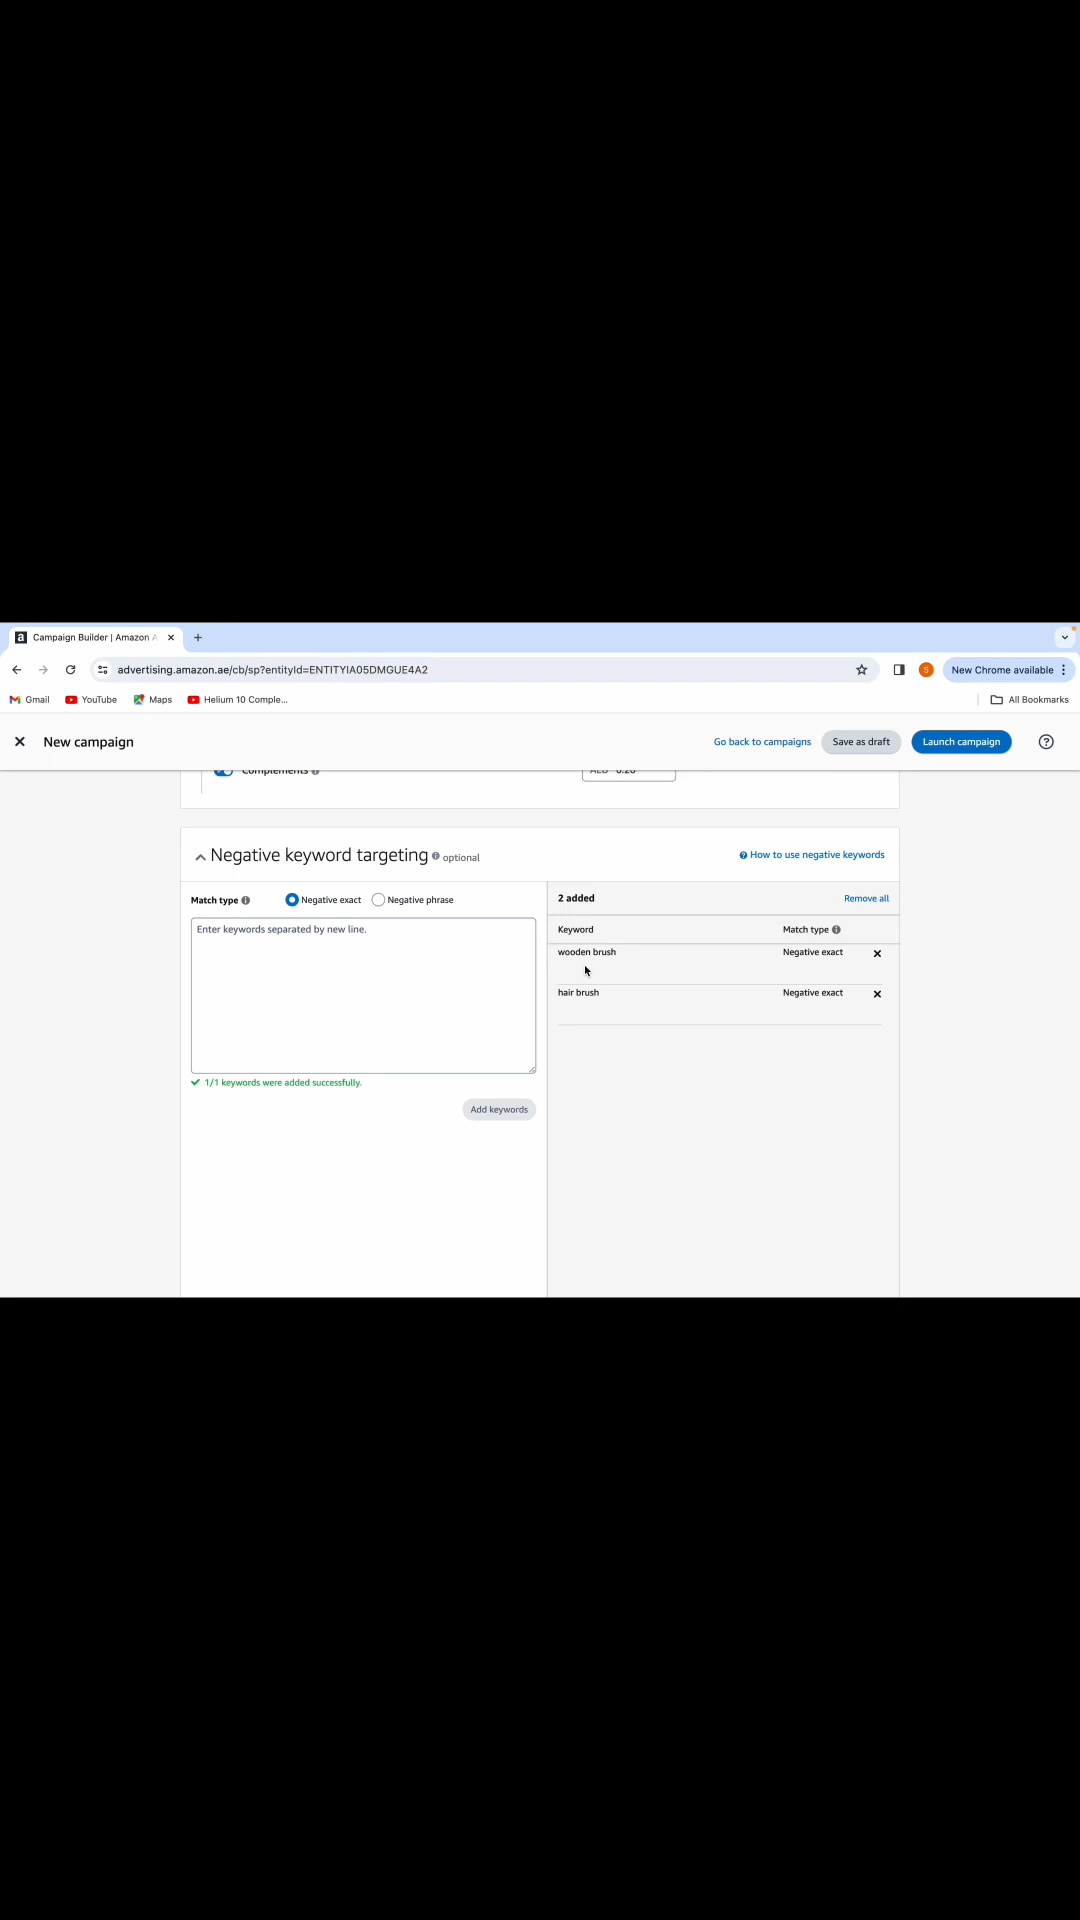 Campaign Builder | Amazon A
advertising.amazon.ae/cb/sp?entityId=ENTITYIA05DMGUE4A2
S
New Chrome available
Gmail
YouTube
Maps
Helium 10 Comple...
All Bookmarks
New campaign
Go back to campaigns
Save as draft
Launch campaign
Complements
AED 0.20
Negative keyword targeting optional
How to use negative keywords
Match type
Negative exact
Negative phrase
2 added
Remove all
Enter keywords separated by new line.
Keyword
Match type
wooden brush
Negative exact
hair brush
Negative exact
1/1 keywords were added successfully.
Add keywords